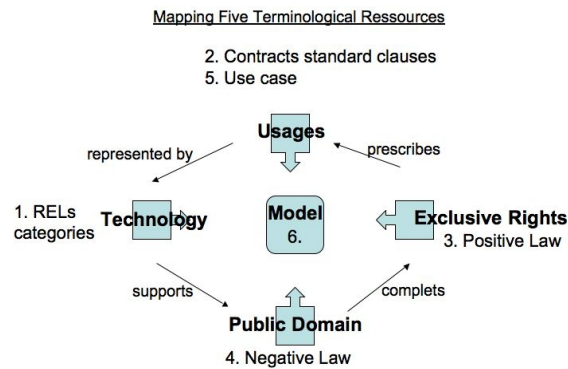 Mapping Five Terminological Ressources
2. Contracts standard clauses
5. Use case
Usages
represented by
prescribes
1. RELs
categories
Technology
Model
6.
Exclusive Rights
3. Positive Law
supports
complets
Public Domain
4. Negative Law